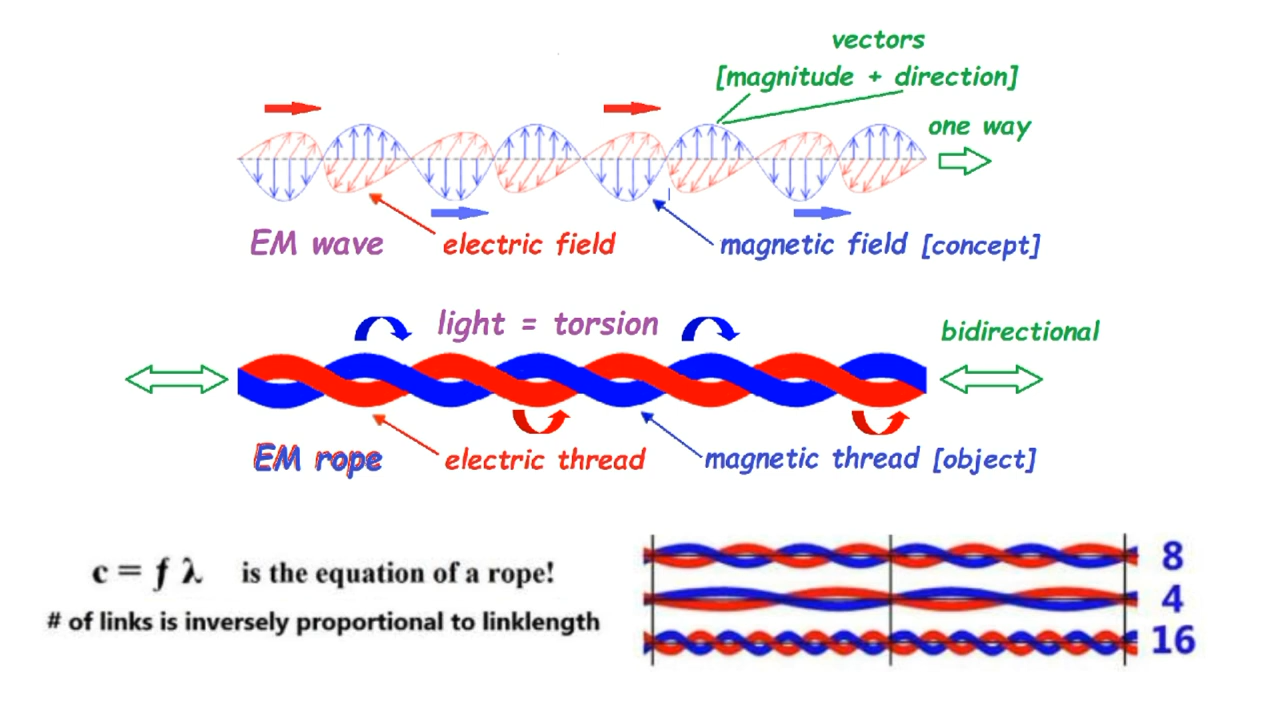 vectors
[magnitude + direction]
one way
EM wave
electric field
magnetic field [concept]
light = torsion
bidirectional
EM rope
electric thread
magnetic thread [object]
c = f λ is the equation of a rope!
# of links is inversely proportional to linklength
8
4
16